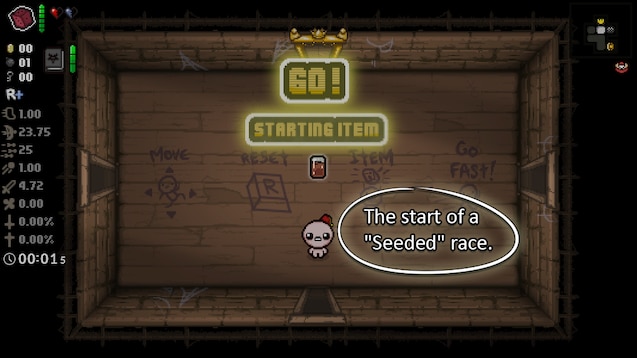 00
01
00
R+
1.00
23.75
25
1.00
4.72
0.00
0.00%
0.00%
00:01 5
GO!
STARTING ITEM
MOVE
RESET
R
ITEM
GO
FAST!
The start of a
"Seeded" race.